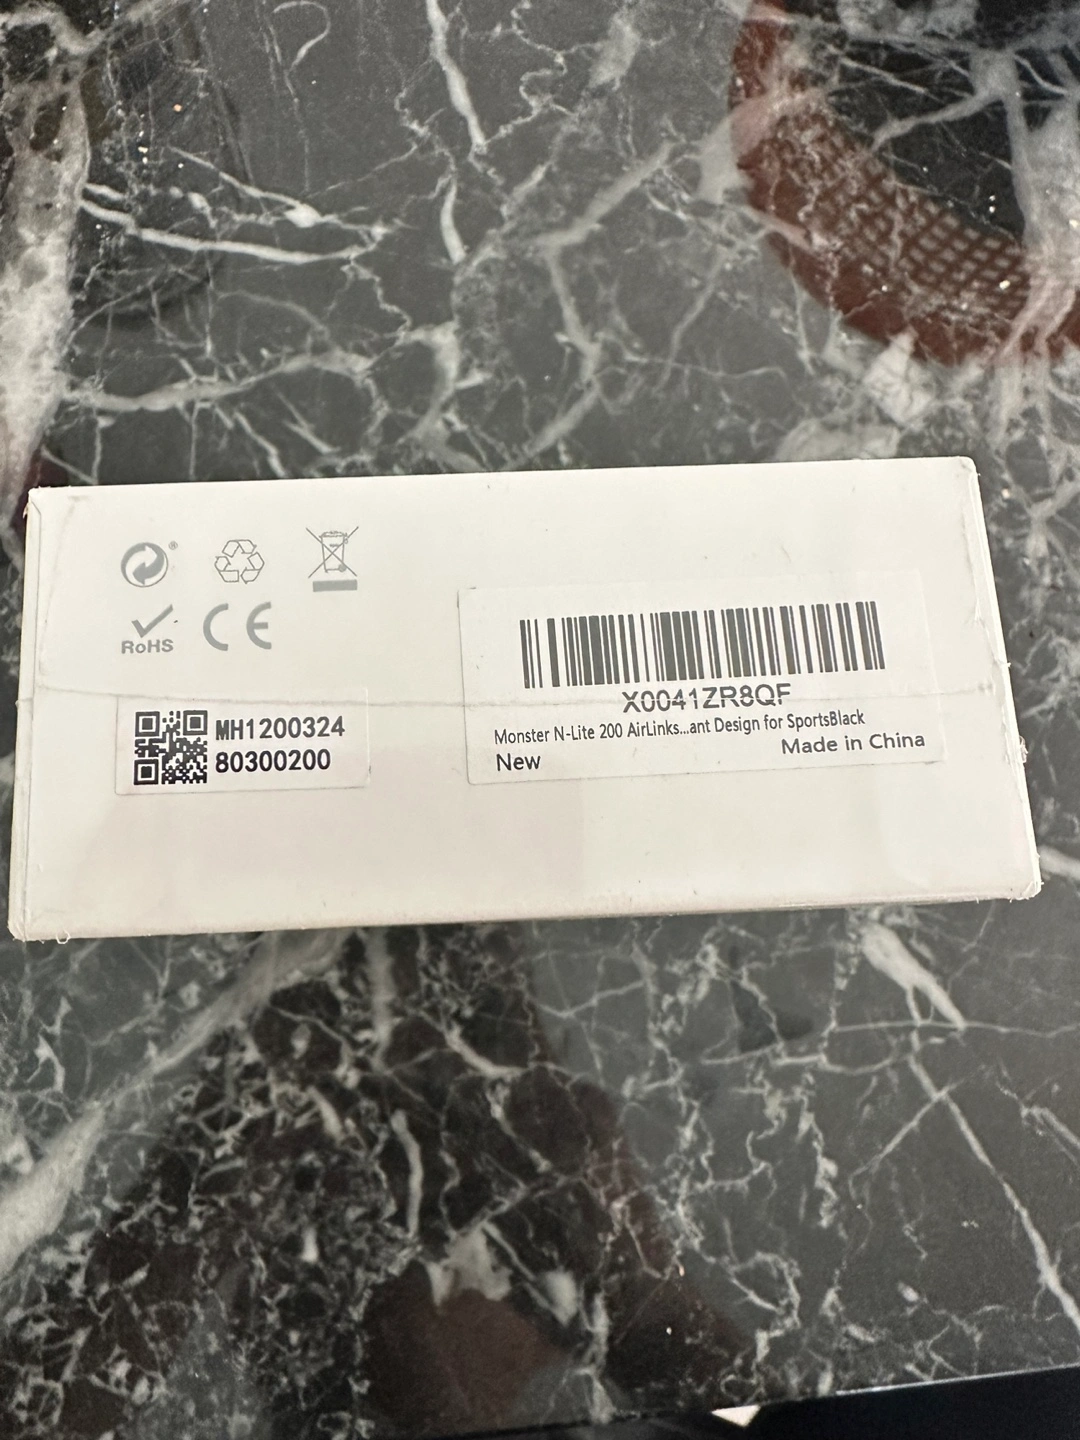 ®
RoHS
CE
MH1200324
80300200
X0041ZR8QF
Monster N-Lite 200 AirLinks...ant Design for SportsBlack
New
Made in China